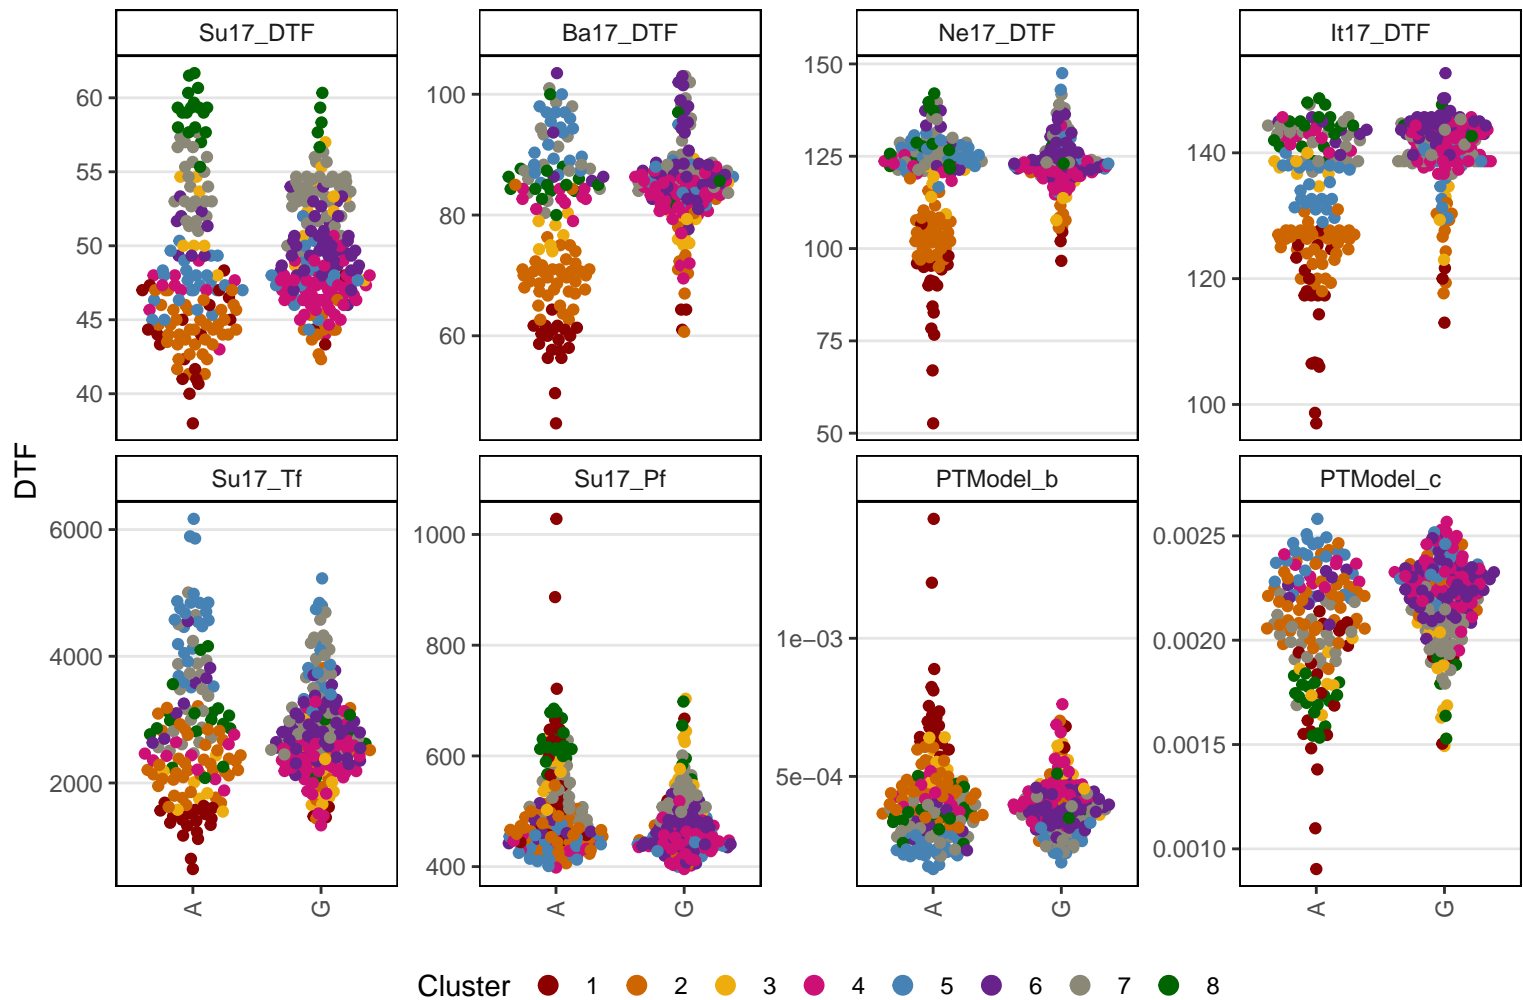 Su17_DTF
Ba17_DTF
Ne17_DTF
It17_DTF
60
55
50
45
40
100
80
60
150
125
100
75
50
140
120
100
DTF
Su17_Tf
Su17_Pf
PTModel_b
PTModel_c
6000
4000
2000
1000
800
600
400
1e−03
5e−04
0.0025
0.0020
0.0015
0.0010
A G
A G
A G
A G
Cluster 1 2 3 4 5 6 7 8